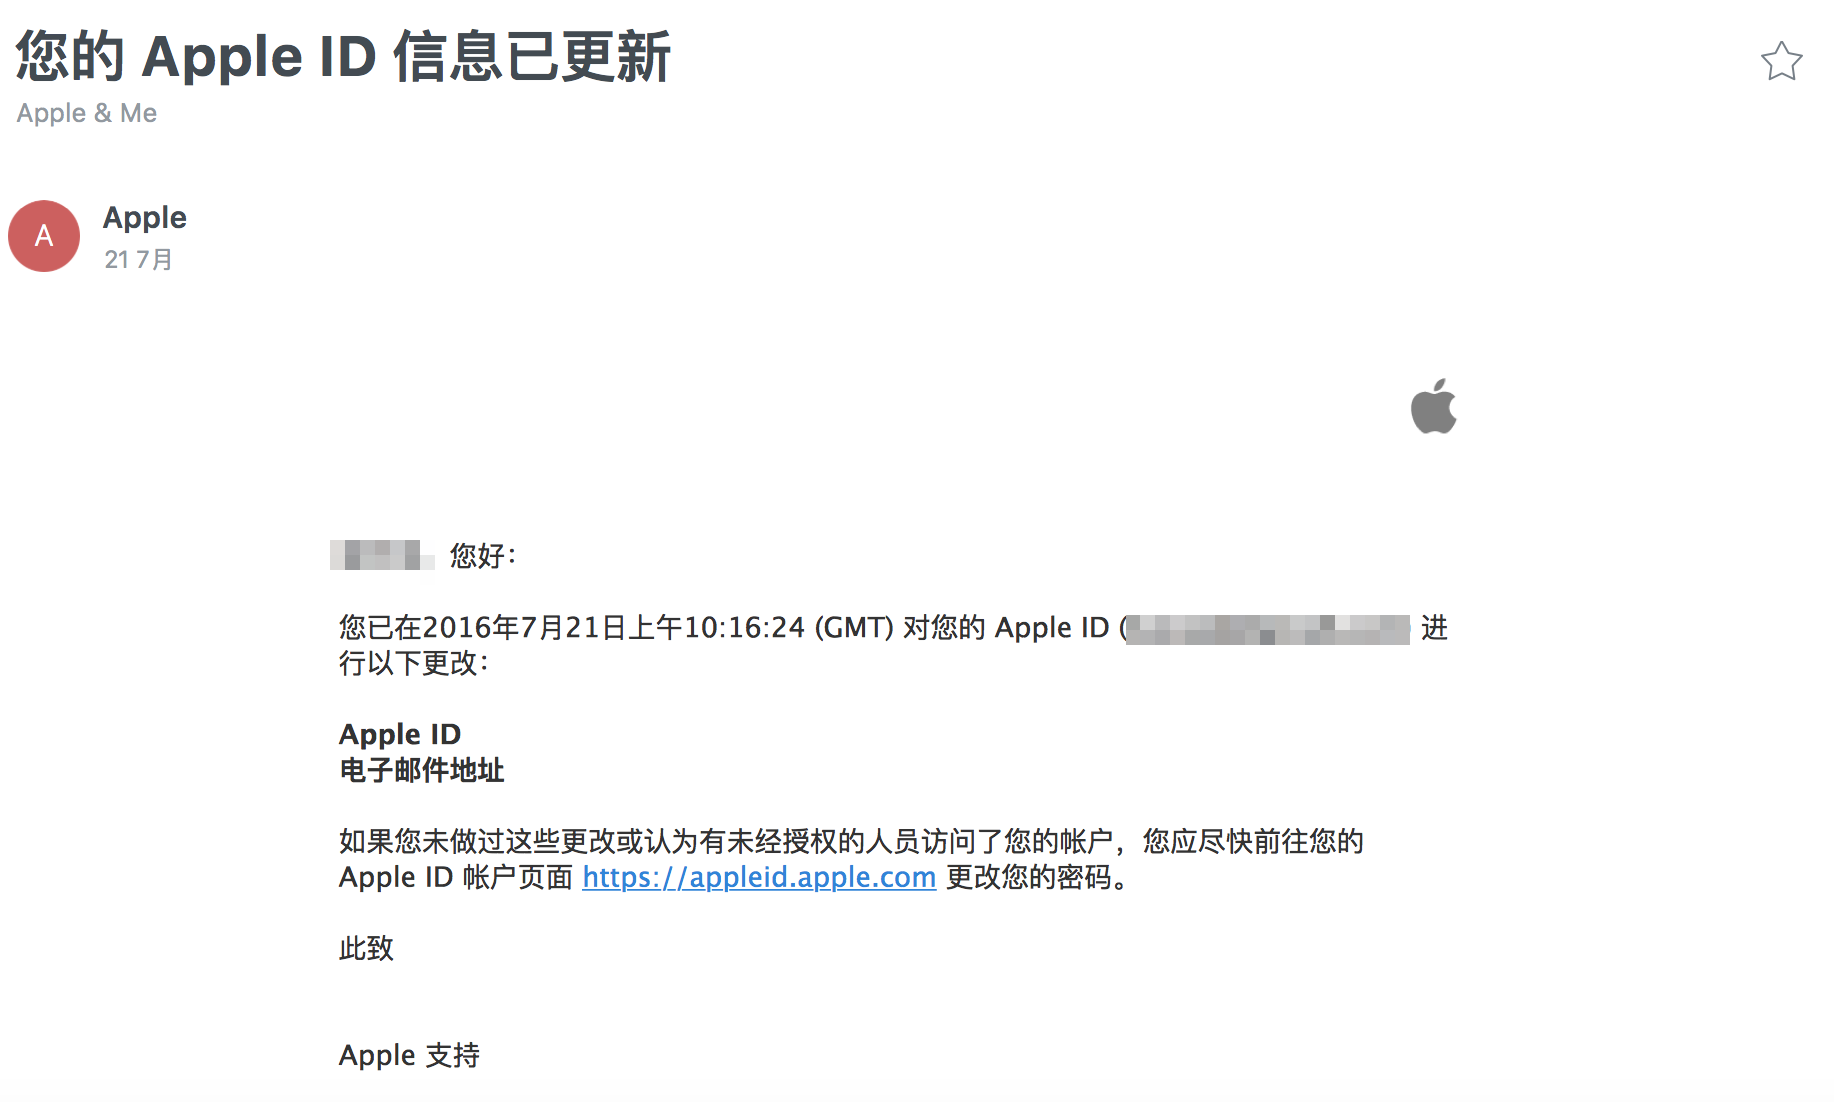 您的 Apple ID 信息已更新
Apple & Me
A
Apple
21 7月
您好：
您已在2016年7月21日上午10:16:24 (GMT) 对您的 Apple ID ( 进
行以下更改：
Apple ID
电子邮件地址
如果您未做过这些更改或认为有未经授权的人员访问了您的帐户，您应尽快前往您的
Apple ID 帐户页面 https://appleid.apple.com 更改您的密码。
此致
Apple 支持